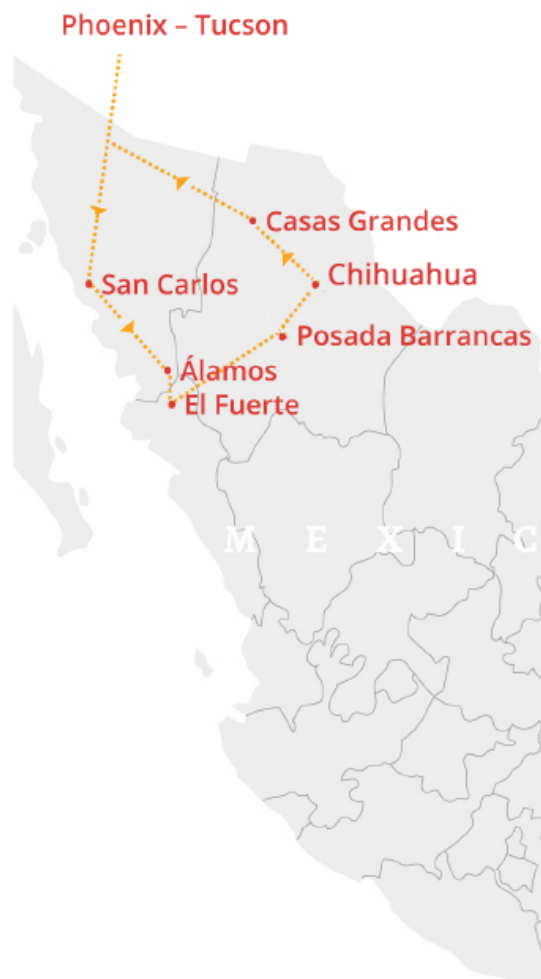 Phoenix – Tucson
Casas Grandes
San Carlos
Chihuahua
Posada Barrancas
Álamos
El Fuerte
M E X I C